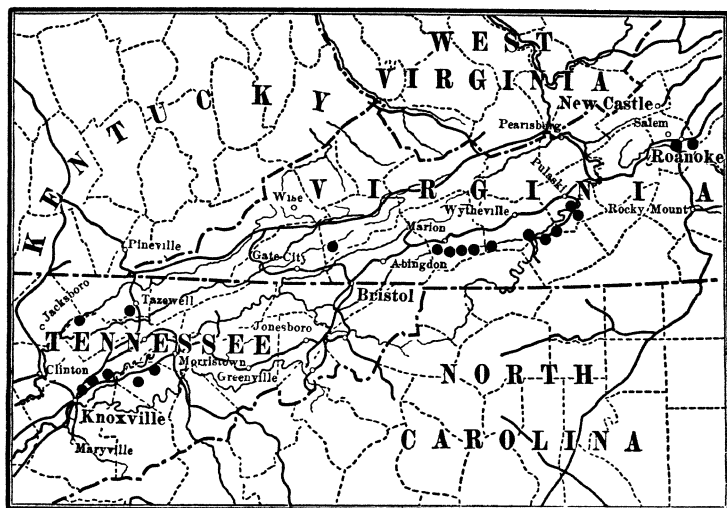 WEST
VIRGINIA
KENTUCKY
New Castle
Pearisburg
Salem
Roanoke
Pulaski
VIRGINIA
Wise
Wytheville
Rocky Mount
Marion
Pineville
Gate City
Abingdon
Jacksboro
Tazewell
Bristol
Jonesboro
TENNESSEE
Clinton
Morristown
Greenville
NORTH
Knoxville
CAROLINA
Maryville